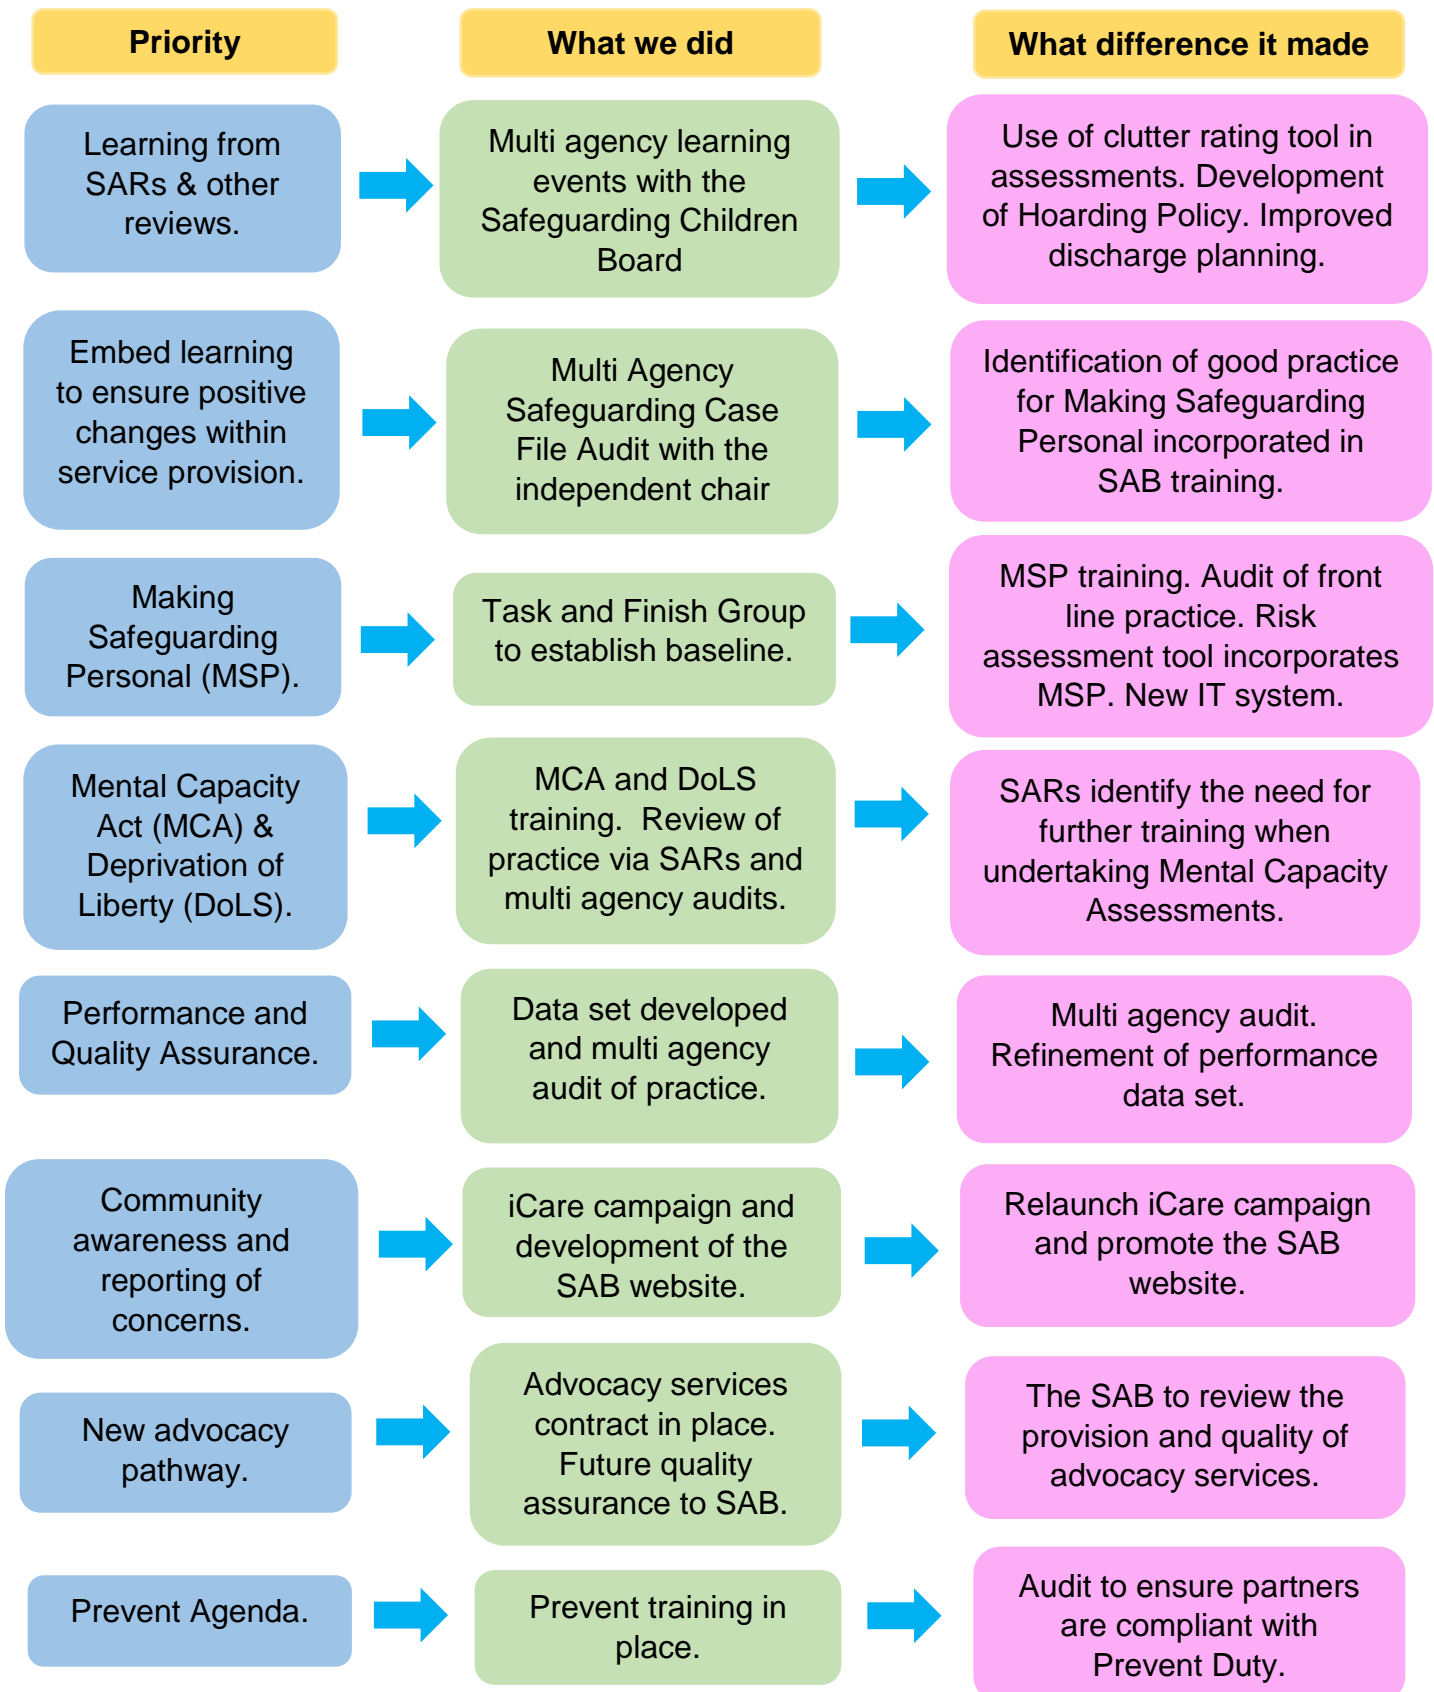 Priority
What we did
What difference it made
Learning from
SARs & other
reviews.
Multi agency learning
events with the
Safeguarding Children
Board
Use of clutter rating tool in
assessments. Development
of Hoarding Policy. Improved
discharge planning.
Embed learning
to ensure positive
changes within
service provision.
Multi Agency
Safeguarding Case
File Audit with the
independent chair
Identification of good practice
for Making Safeguarding
Personal incorporated in
SAB training.
Making
Safeguarding
Personal (MSP).
Task and Finish Group
to establish baseline.
MSP training. Audit of front
line practice. Risk
assessment tool incorporates
MSP. New IT system.
Mental Capacity
Act (MCA) &
Deprivation of
Liberty (DoLS).
MCA and DoLS
training.  Review of
practice via SARs and
multi agency audits.
SARs identify the need for
further training when
undertaking Mental Capacity
Assessments.
Performance and
Quality Assurance.
Data set developed
and multi agency
audit of practice.
Multi agency audit.
Refinement of performance
data set.
Community
awareness and
reporting of
concerns.
iCare campaign and
development of the
SAB website.
Relaunch iCare campaign
and promote the SAB
website.
New advocacy
pathway.
Advocacy services
contract in place.
Future quality
assurance to SAB.
The SAB to review the
provision and quality of
advocacy services.
Prevent Agenda.
Prevent training in
place.
Audit to ensure partners
are compliant with
Prevent Duty.